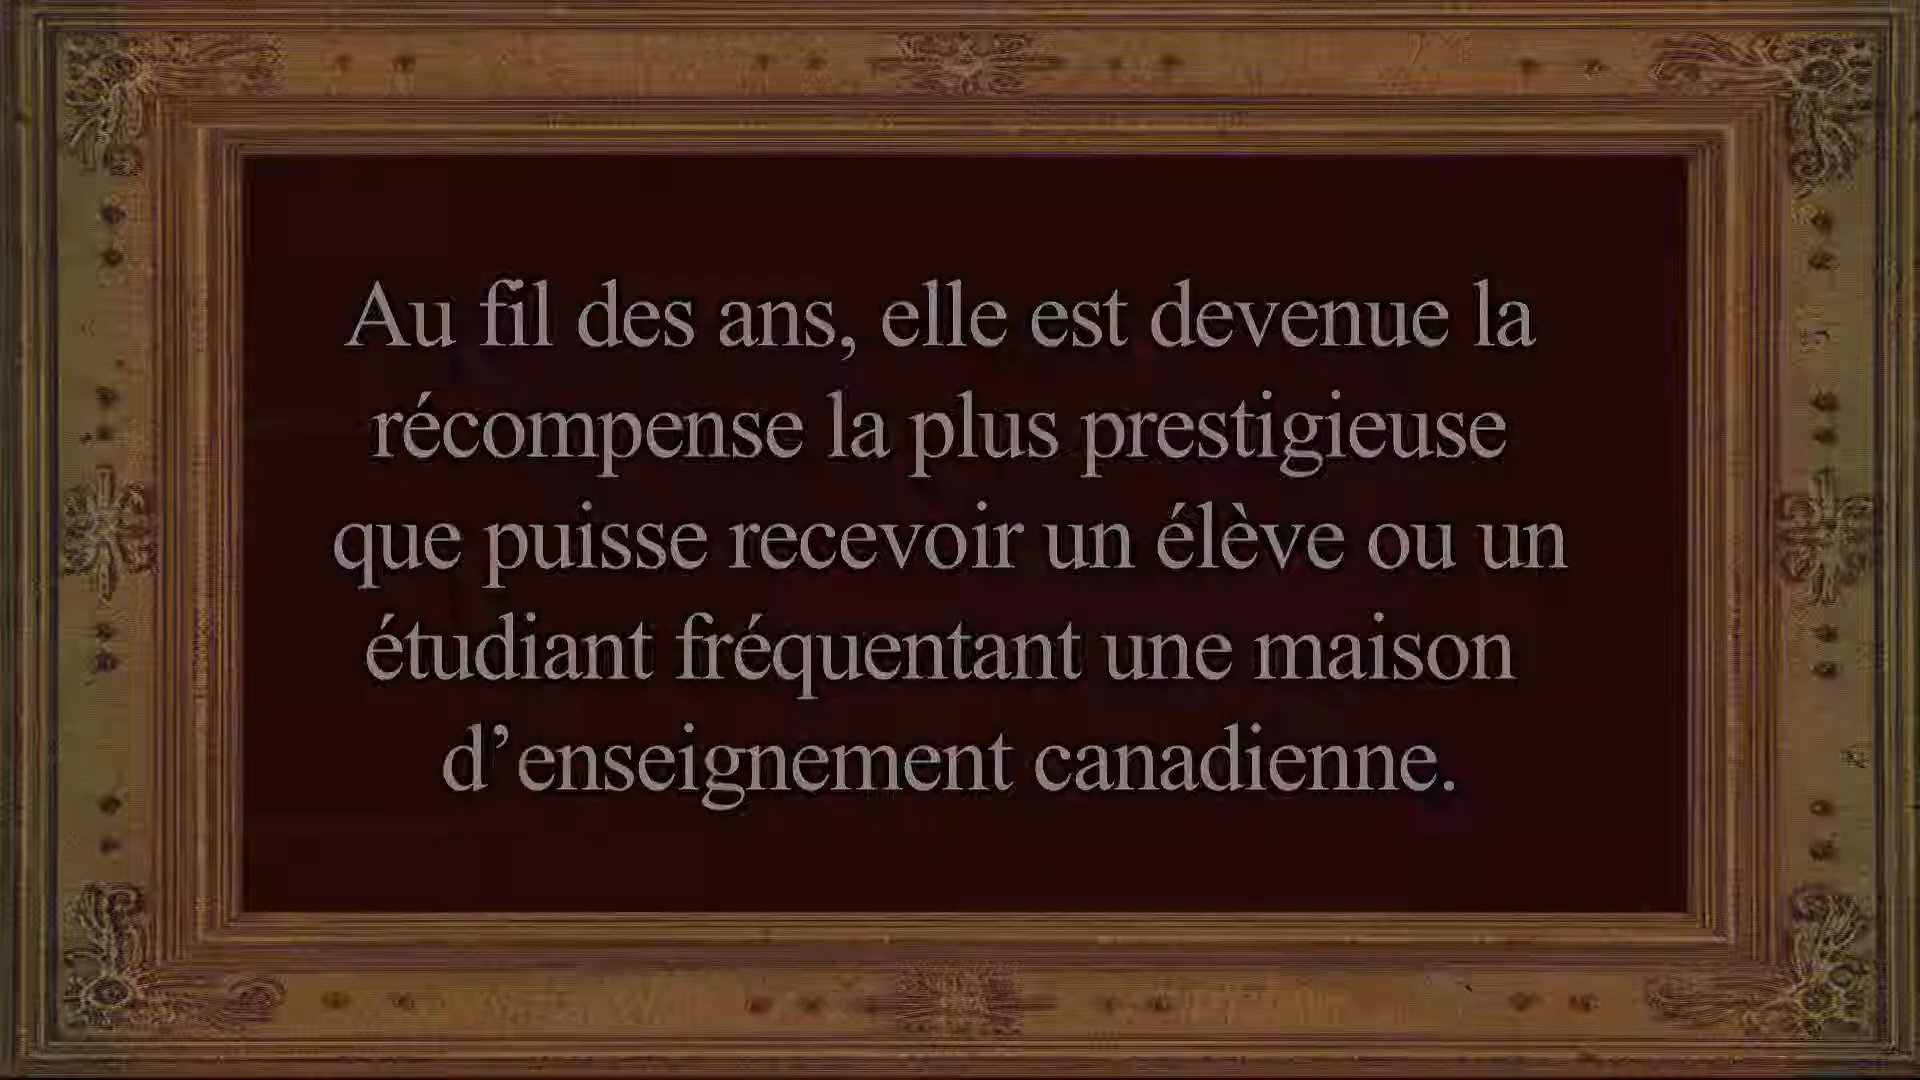 Au fil des ans, elle est devenue la
récompense la plus prestigieuse
que puisse recevoir un élève ou un
étudiant fréquentant une maison
d’enseignement canadienne.